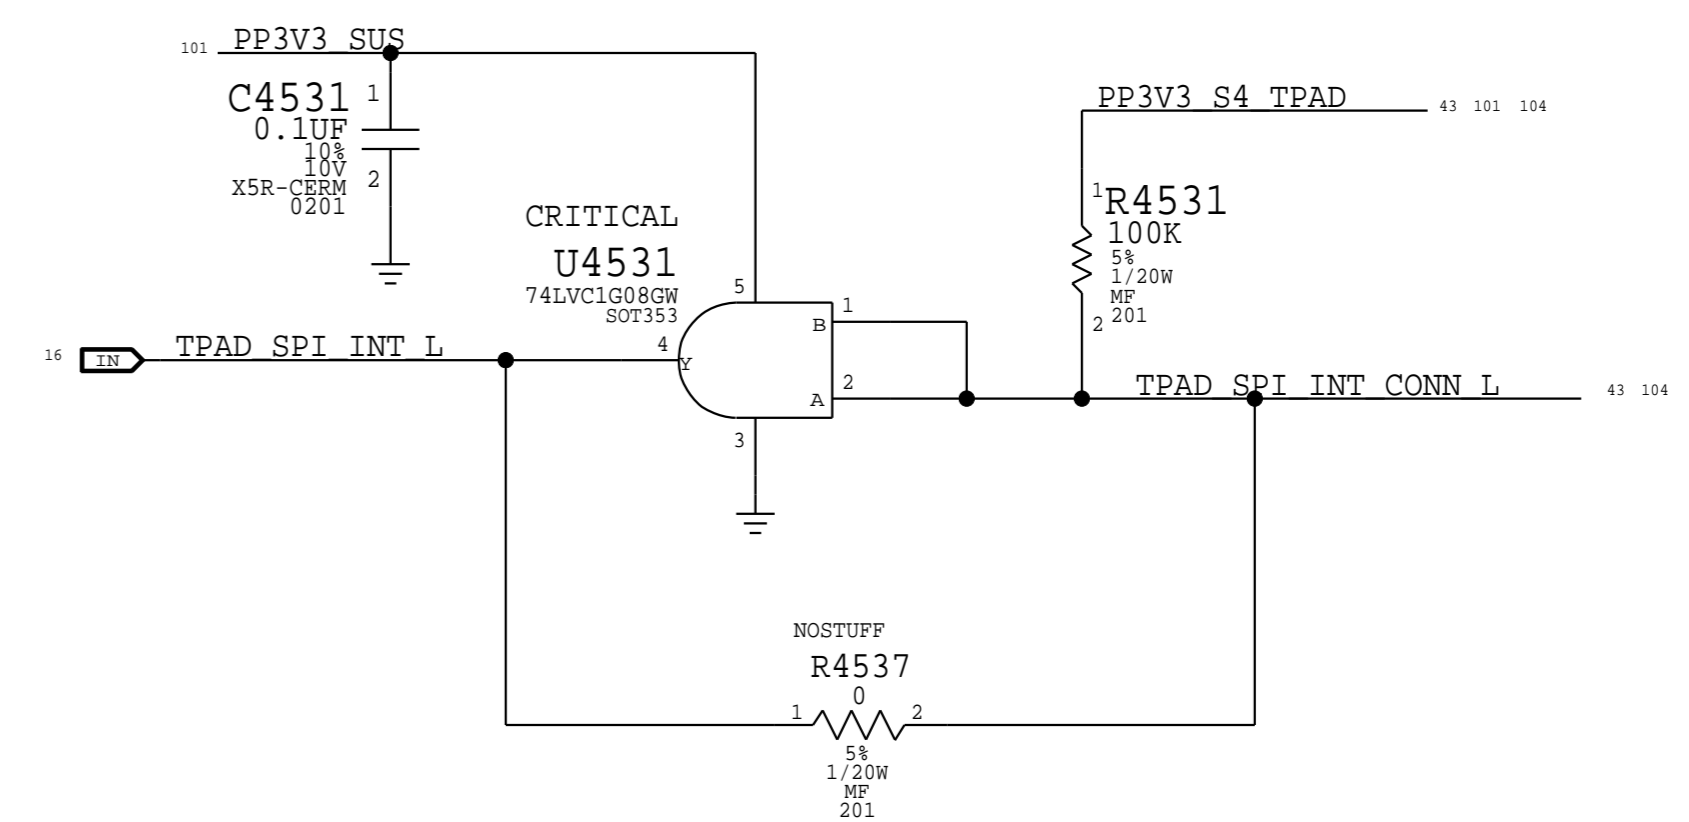 101 PP3V3_SUS
C4531 1
0.1UF
10%
10V
X5R-CERM 2
0201
PP3V3_S4_TPAD 43 101 104
1 R4531
100K
5%
1/20W
MF
2 201
CRITICAL
U4531
74LVC1G08GW
SOT353
5
B 1
16 IN TPAD_SPI_INT_L 4 Y
A 2
TPAD_SPI_INT_CONN_L 43 104
3
NOSTUFF
R4537
0
1 2
5%
1/20W
MF
201